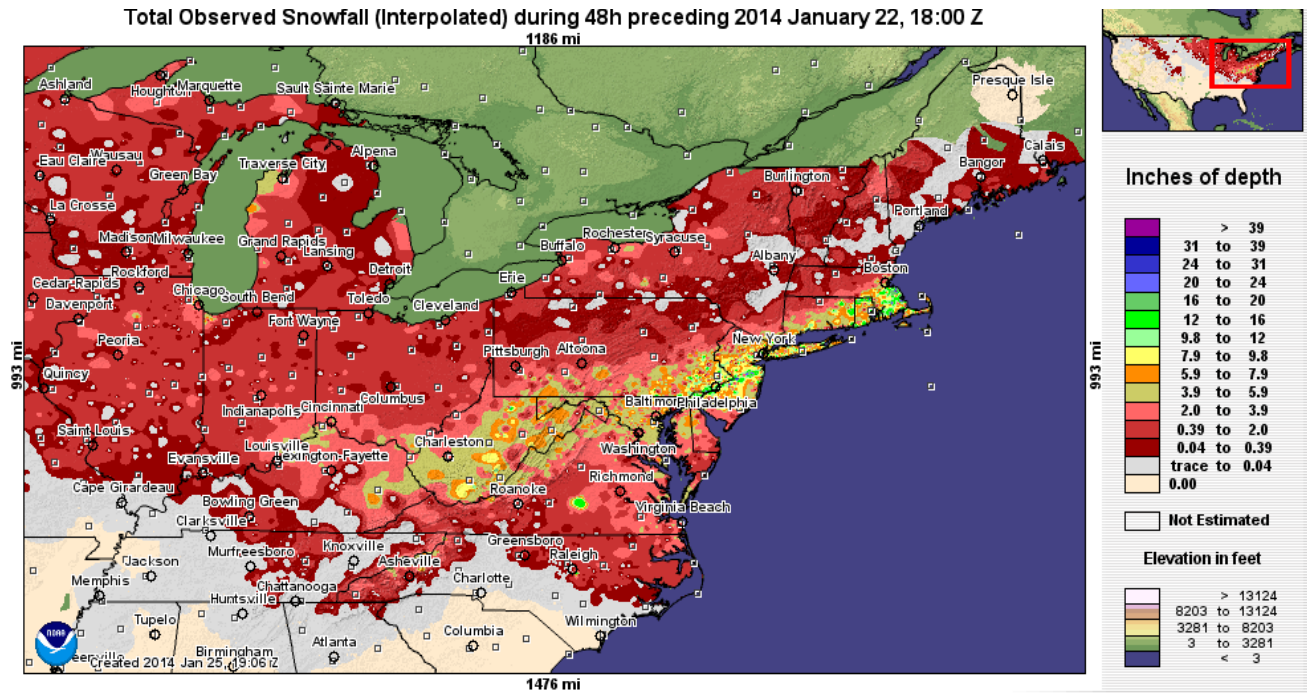 Total Observed Snowfall (Interpolated) during 48h preceding 2014 January 22, 18:00 Z
1186 mi
Presque Isle
Ashland
Houghton
Marquette
Sault Sainte Marie
Calais
Bangor
Eau Claire
Wausau
Green Bay
Traverse City
Alpena
Burlington
La Crosse
Portland
Madison
Milwaukee
Grand Rapids
Lansing
Buffalo
Rochester
Syracuse
Albany
Boston
Rockford
Detroit
Erie
Cedar Rapids
Davenport
Chicago
South Bend
Toledo
Cleveland
Fort Wayne
Peoria
Pittsburgh
Altoona
New York
993 mi
993 mi
Quincy
Indianapolis
Cincinnati
Columbus
Baltimor
Philadelphia
Saint Louis
Louisville
Charleston
Washington
Evansville
exington-Fayette
Richmond
Cape Girardeau
Bowling Green
Roanoke
Virginia Beach
Clarksville
Murfreesboro
Knoxville
Greensboro
Raleigh
Jackson
Asheville
Memphis
Chattanooga
Charlotte
Huntsville
Tupelo
Atlanta
Columbia
Wilmington
Birmingham
NOAA
eenville
Created 2014 Jan 25, 19:06 Z
1476 mi
Inches of depth
> 39
31 to 39
24 to 31
20 to 24
16 to 20
12 to 16
9.8 to 12
7.9 to 9.8
5.9 to 7.9
3.9 to 5.9
2.0 to 3.9
0.39 to 2.0
0.04 to 0.39
trace to 0.04
0.00
Not Estimated
Elevation in feet
> 13124
8203 to 13124
3281 to 8203
3 to 3281
< 3